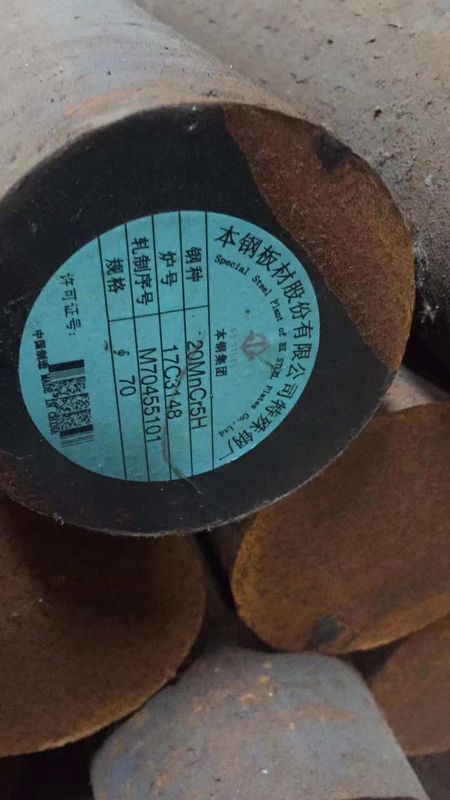 本钢板材股份有限公司特殊钢厂
Special Steel Plant of BX STEEL Plates Co.,Ltd
本钢集团
钢种 20MnCr5H
炉号 17C3148
轧制序号 M70455101
规格 ∮ 70
许可证号:
中国制造 MADE IN CHINA